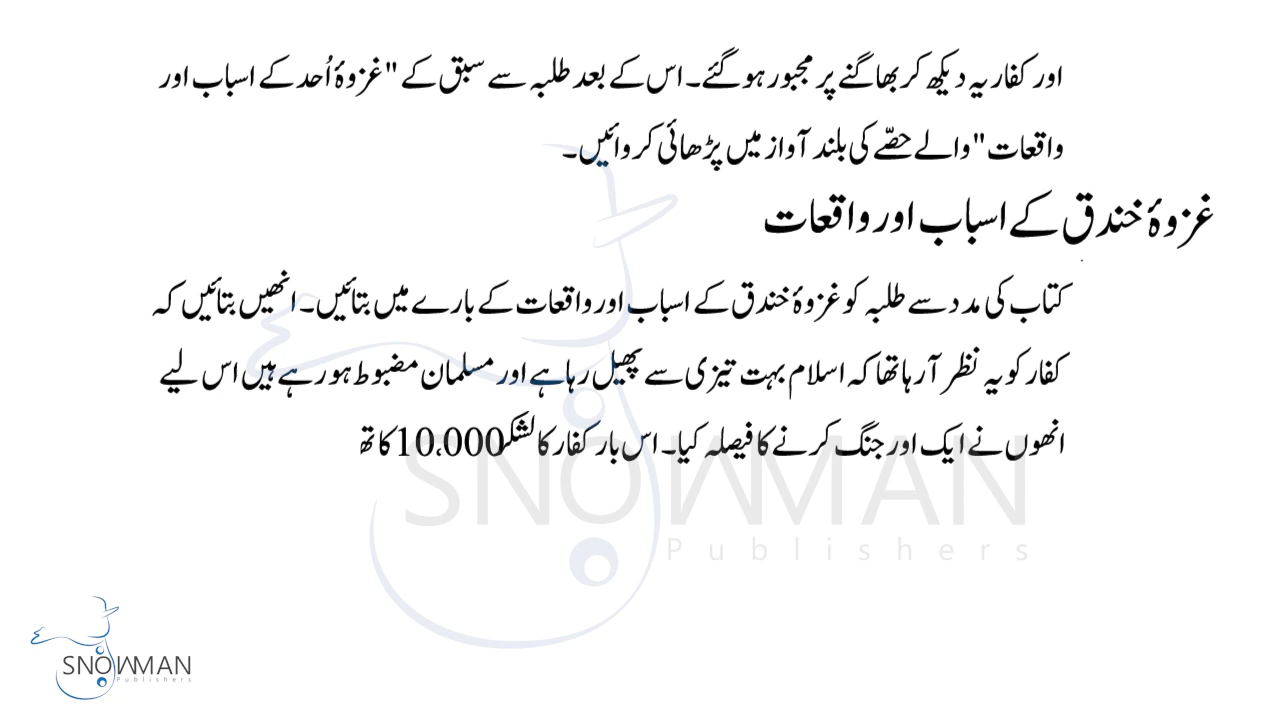 اور کفار یہ دیکھ کر بھاگنے پر مجبور ہو گئے۔ اس کے بعد طلبہ سے سبق کے "غزوۂ اُحد کے اسباب اور
واقعات" والے حصّے کی بلند آواز میں پڑھائی کروائیں۔
غزوۂ خندق کے اسباب اور واقعات
کتاب کی مدد سے طلبہ کو غزوۂ خندق کے اسباب اور واقعات کے بارے میں بتائیں۔ انھیں بتائیں کہ
کفار کو یہ نظر آرہا تھا کہ اسلام بہت تیزی سے پھیل رہا ہے اور مسلمان مضبوط ہو رہے ہیں اس لیے
انھوں نے ایک اور جنگ کرنے کا فیصلہ کیا۔ اس بار کفار کا لشکر 10،000 کا تھ
SNOWMAN
Publishers
SNOWMAN
Publishers